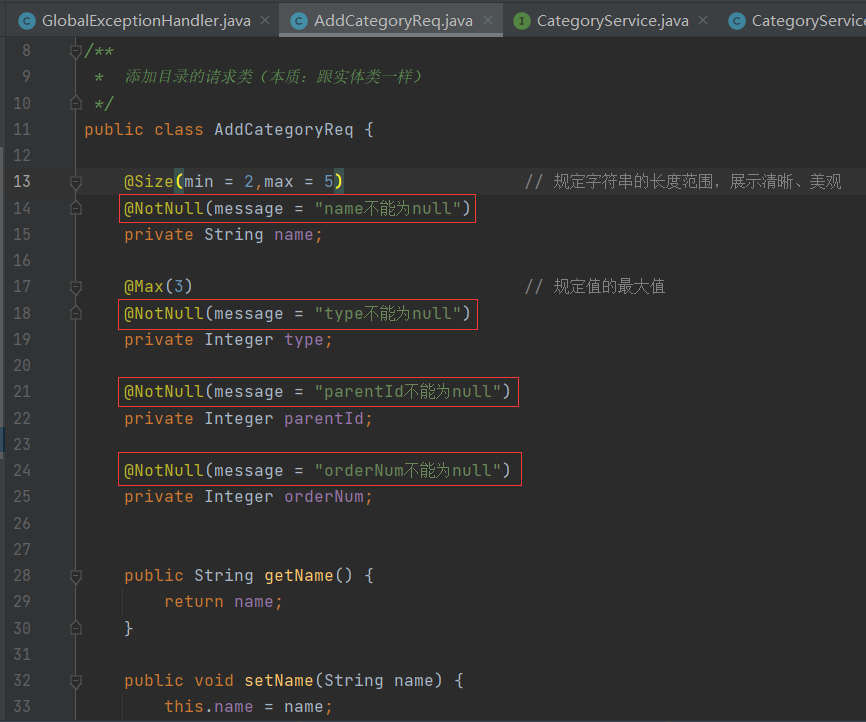 GlobalExceptionHandler.java AddCategoryReq.java CategoryService.java CategoryService
8 /**
9 * 添加目录的请求类（本质：跟实体类一样）
10 */
11 public class AddCategoryReq {
12
13 @Size(min = 2,max = 5) // 规定字符串的长度范围，展示清晰、美观
14 @NotNull(message = "name不能为null")
15 private String name;
16
17 @Max(3) // 规定值的最大值
18 @NotNull(message = "type不能为null")
19 private Integer type;
20
21 @NotNull(message = "parentId不能为null")
22 private Integer parentId;
23
24 @NotNull(message = "orderNum不能为null")
25 private Integer orderNum;
26
27
28 public String getName() {
29 return name;
30 }
31
32 public void setName(String name) {
33 this.name = name;